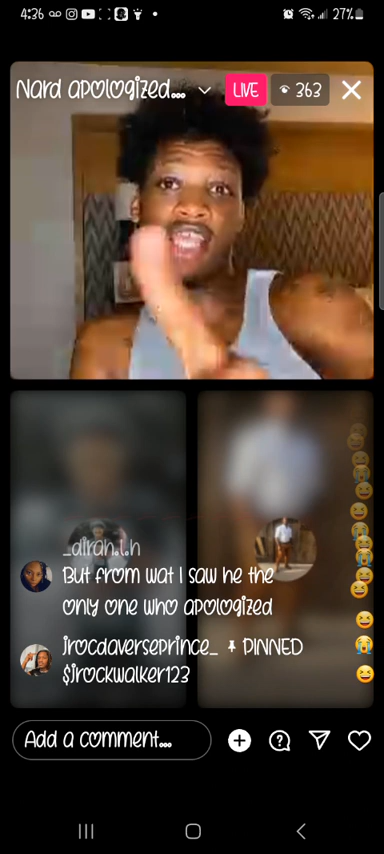 4:36
27%
Nard apologized...
LIVE
363
_dirah.l.h
But from wat I saw he the
only one who apologized
jrocdaverseprince_ PINNED
$jrockwalker123
Add a comment...